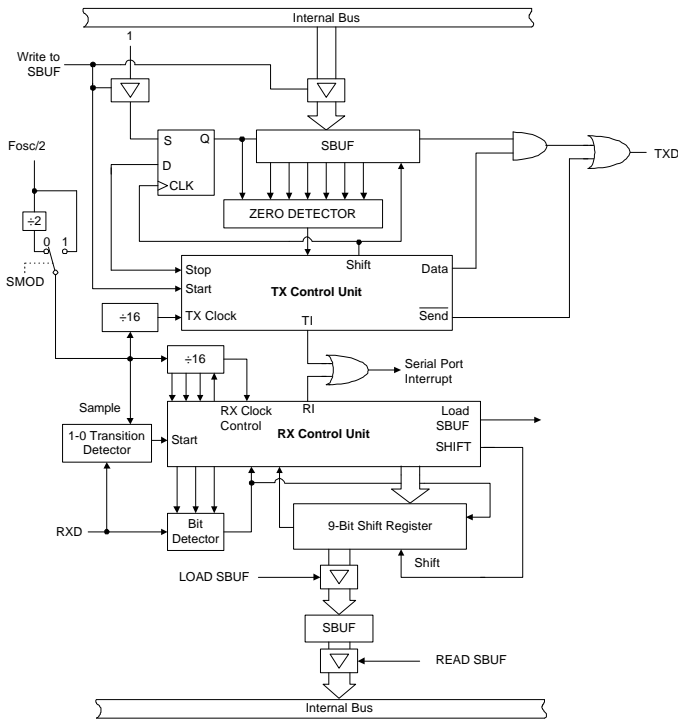 Internal Bus
1
Write to
SBUF
S
Q
D
CLK
SBUF
TXD
Fosc/2
÷2
0 1
SMOD
ZERO DETECTOR
Shift
Stop
Start
TX Clock
TX Control Unit
Data
Send
TI
÷16
÷16
Serial Port
Interrupt
Sample
1-0 Transition
Detector
Start
RX Clock
Control
RI
RX Control Unit
Load
SBUF
SHIFT
RXD
Bit
Detector
9-Bit Shift Register
Shift
LOAD SBUF
SBUF
READ SBUF
Internal Bus